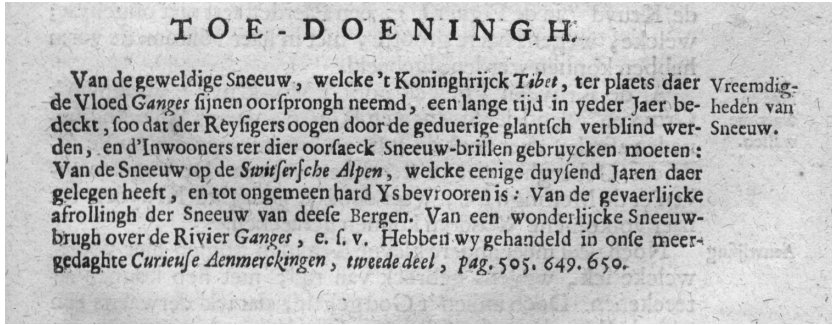 TOE-DOENINGH.
Van de geweldige Sneeuw, welcke 't Koninghrijck Tibet, ter plaets daer
de Vloed Ganges ſijnen oorſprongh neemd, een lange tijd in yeder Jaer be-
deckt, ſoo dat der Reyſigers oogen door de geduerige glantſch verblind wer-
den, en d'Inwooners ter dier oorſaeck Sneeuw-brillen gebruycken moeten:
Van de Sneeuw op de Switſerſche Alpen, welcke eenige duyſend Jaren daer
gelegen heeft, en tot ongemeen hard Ys bevrooren is: Van de gevaerlijcke
afrollingh der Sneeuw van deeſe Bergen. Van een wonderlijcke Sneeuw-
brugh over de Rivier Ganges, e. ſ. v. Hebben wy gehandeld in onſe meer-
gedaghte Curieuſe Aenmerckingen, tweede deel, pag. 505. 649. 650.
Vreemdig-
heden van
Sneeuw.